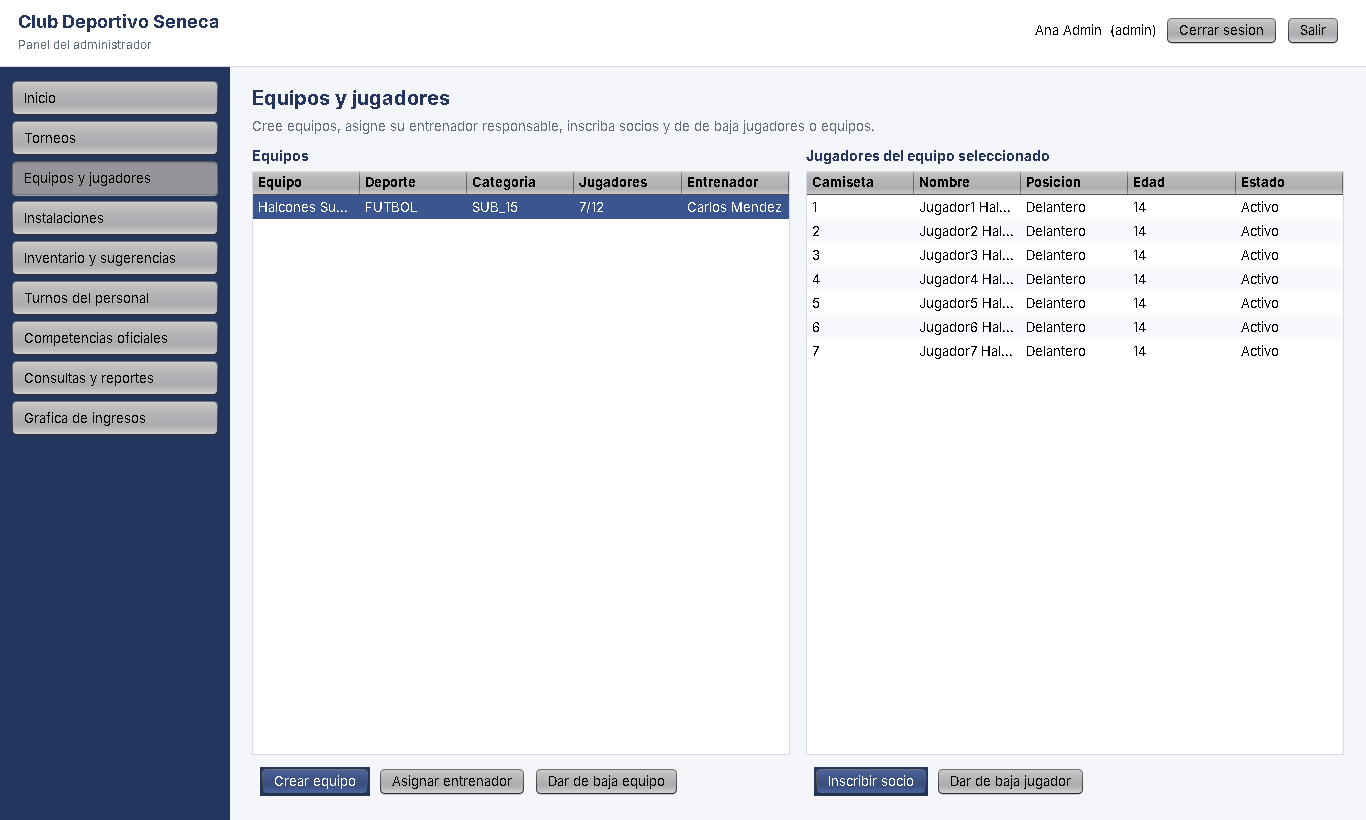 Club Deportivo Seneca
Panel del administrador
Ana Admin (admin)
Cerrar sesion
Salir
Inicio
Torneos
Equipos y jugadores
Instalaciones
Inventario y sugerencias
Turnos del personal
Competencias oficiales
Consultas y reportes
Grafica de ingresos
Equipos y jugadores
Cree equipos, asigne su entrenador responsable, inscriba socios y de de baja jugadores o equipos.
Equipos
Equipo Deporte Categoria Jugadores Entrenador
Halcones Su... FUTBOL SUB_15 7/12 Carlos Mendez
Crear equipo
Asignar entrenador
Dar de baja equipo
Jugadores del equipo seleccionado
Camiseta Nombre Posicion Edad Estado
1 Jugador1 Hal... Delantero 14 Activo
2 Jugador2 Hal... Delantero 14 Activo
3 Jugador3 Hal... Delantero 14 Activo
4 Jugador4 Hal... Delantero 14 Activo
5 Jugador5 Hal... Delantero 14 Activo
6 Jugador6 Hal... Delantero 14 Activo
7 Jugador7 Hal... Delantero 14 Activo
Inscribir socio
Dar de baja jugador